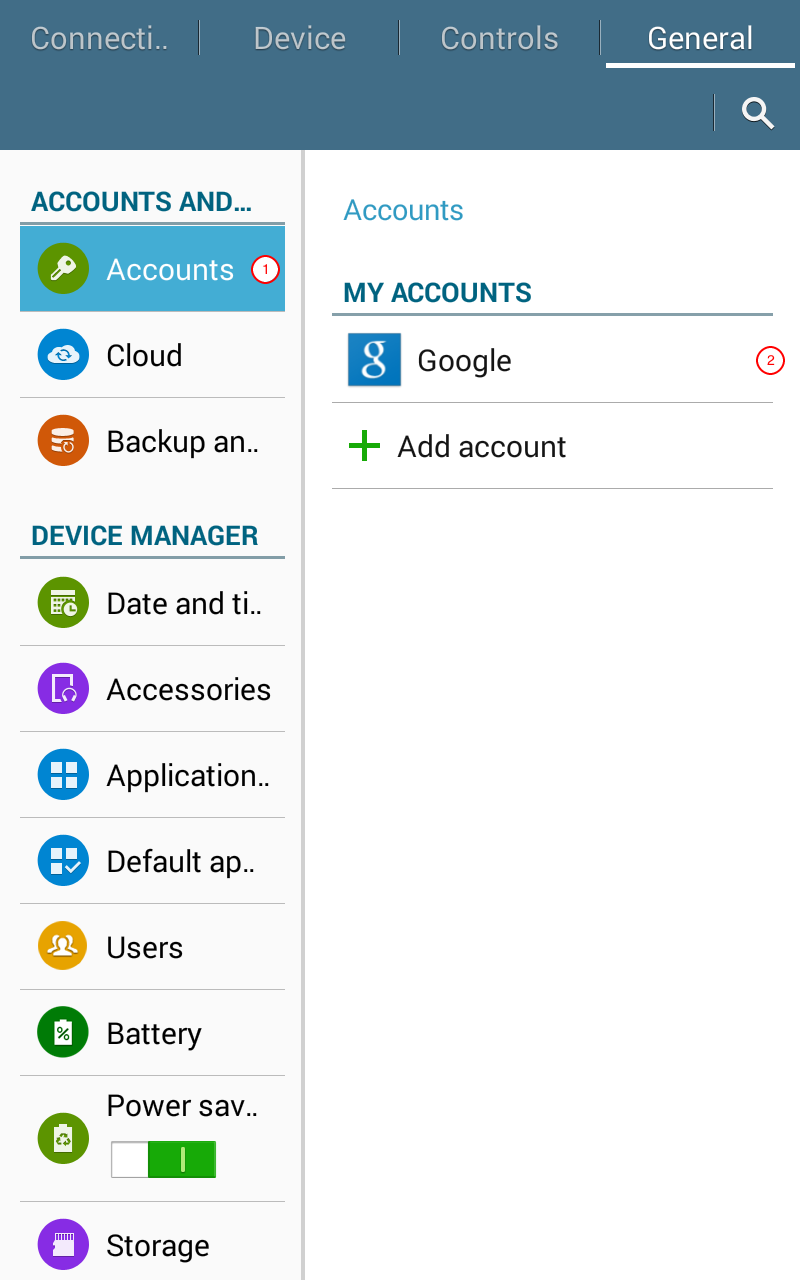 Connecti..
Device
Controls
General
ACCOUNTS AND...
Accounts
1
Cloud
Backup an..
DEVICE MANAGER
Date and ti..
Accessories
Application..
Default ap..
Users
Battery
Power sav..
Storage
Accounts
MY ACCOUNTS
g Google
2
Add account